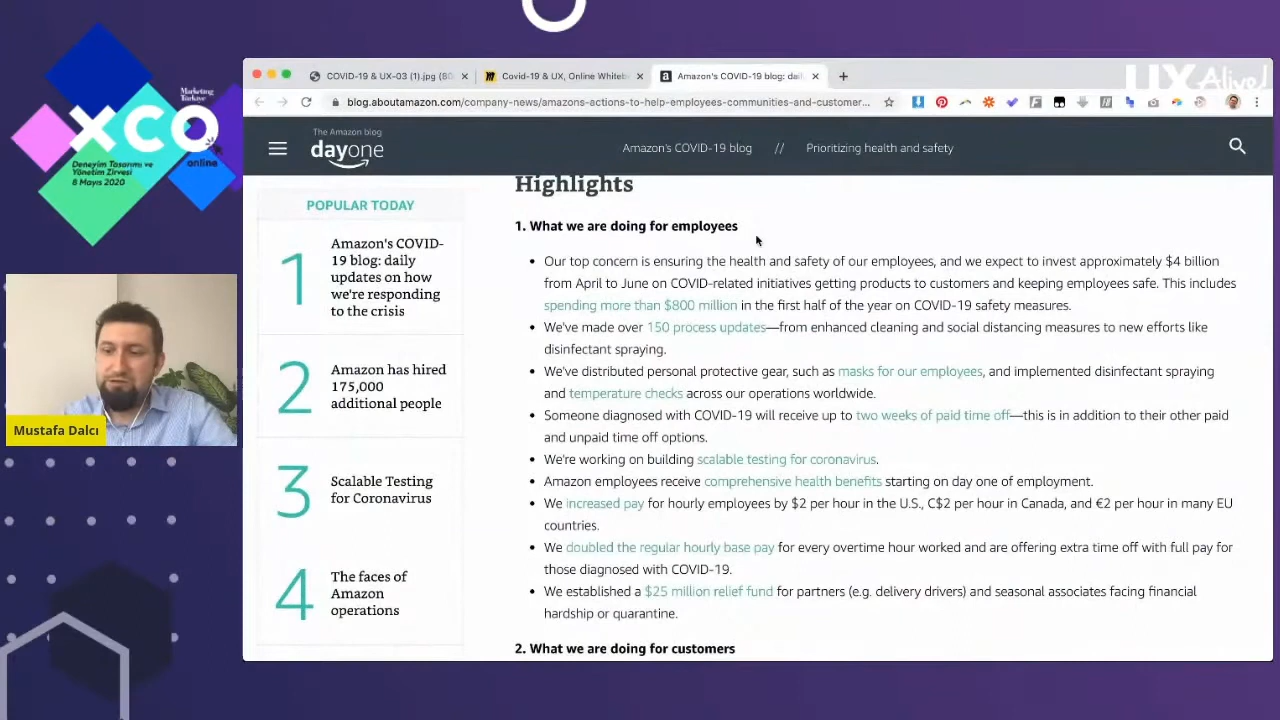 Marketing
Türkiye
XCO
online
Deneyim Tasarımı ve
Yönetim Zirvesi
8 Mayıs 2020
Mustafa Dalcı
UX Alive!
COVID-19 & UX-03 (1).jpg (80
Covid-19 & UX, Online Whiteb
Amazon's COVID-19 blog: dail
blog.aboutamazon.com/company-news/amazons-actions-to-help-employees-communities-and-customer...
The Amazon blog
dayone
Amazon's COVID-19 blog // Prioritizing health and safety
POPULAR TODAY
1
Amazon's COVID-
19 blog: daily
updates on how
we're responding
to the crisis
2
Amazon has hired
175,000
additional people
3
Scalable Testing
for Coronavirus
4
The faces of
Amazon
operations
Highlights
1. What we are doing for employees
• Our top concern is ensuring the health and safety of our employees, and we expect to invest approximately $4 billion
from April to June on COVID-related initiatives getting products to customers and keeping employees safe. This includes
spending more than $800 million in the first half of the year on COVID-19 safety measures.
• We've made over 150 process updates—from enhanced cleaning and social distancing measures to new efforts like
disinfectant spraying.
• We've distributed personal protective gear, such as masks for our employees, and implemented disinfectant spraying
and temperature checks across our operations worldwide.
• Someone diagnosed with COVID-19 will receive up to two weeks of paid time off—this is in addition to their other paid
and unpaid time off options.
• We're working on building scalable testing for coronavirus.
• Amazon employees receive comprehensive health benefits starting on day one of employment.
• We increased pay for hourly employees by $2 per hour in the U.S., C$2 per hour in Canada, and €2 per hour in many EU
countries.
• We doubled the regular hourly base pay for every overtime hour worked and are offering extra time off with full pay for
those diagnosed with COVID-19.
• We established a $25 million relief fund for partners (e.g. delivery drivers) and seasonal associates facing financial
hardship or quarantine.
2. What we are doing for customers